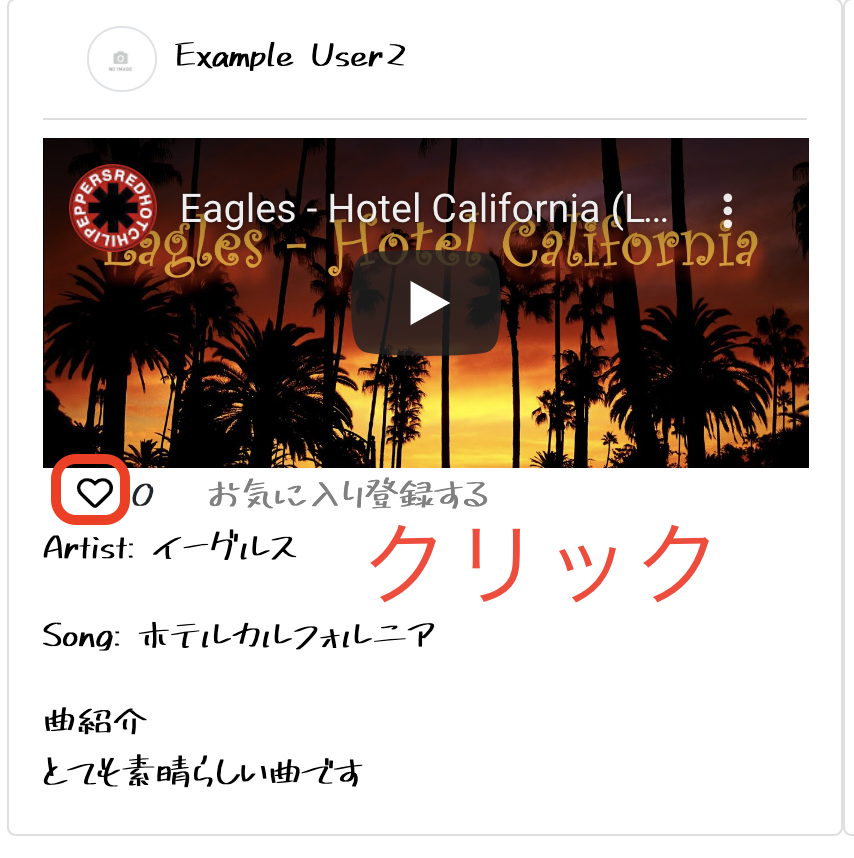 NO IMAGE
Example User2
REDHOTCHILIPEPPERS
Eagles - Hotel California (L...
Eagles - Hotel California
0 お気に入り登録する
Artist: イーグルス
クリック
Song: ホテルカルフォルニア
曲紹介
とても素晴らしい曲です